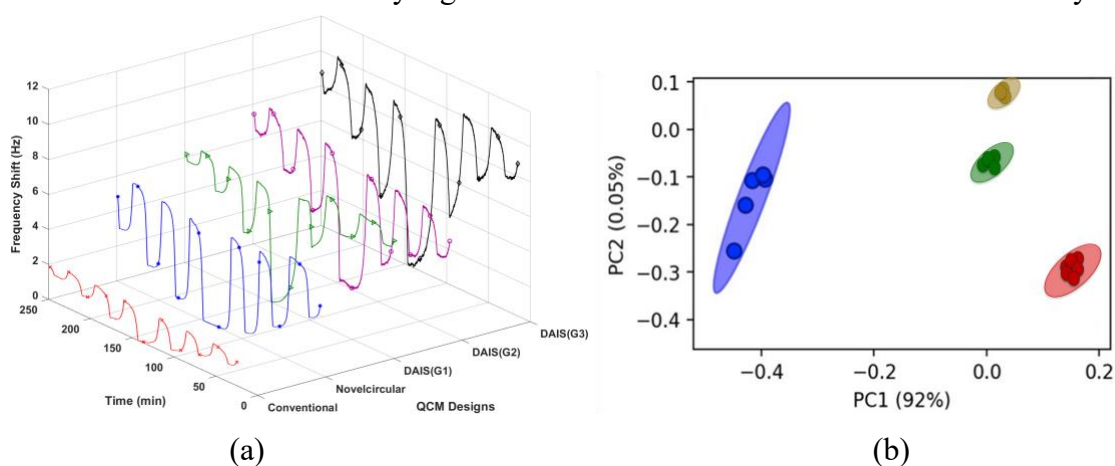 12
10
8
6
4
2
0
Frequency Shift (Hz)
250
200
150
100
50
0
Time (min)
Conventional
Novelcircular
DAIS(G1)
DAIS(G2)
DAIS(G3)
QCM Designs
(a)
0.1
0.0
−0.1
−0.2
−0.3
−0.4
PC2 (0.05%)
−0.4
−0.2
0.0
0.2
PC1 (92%)
(b)